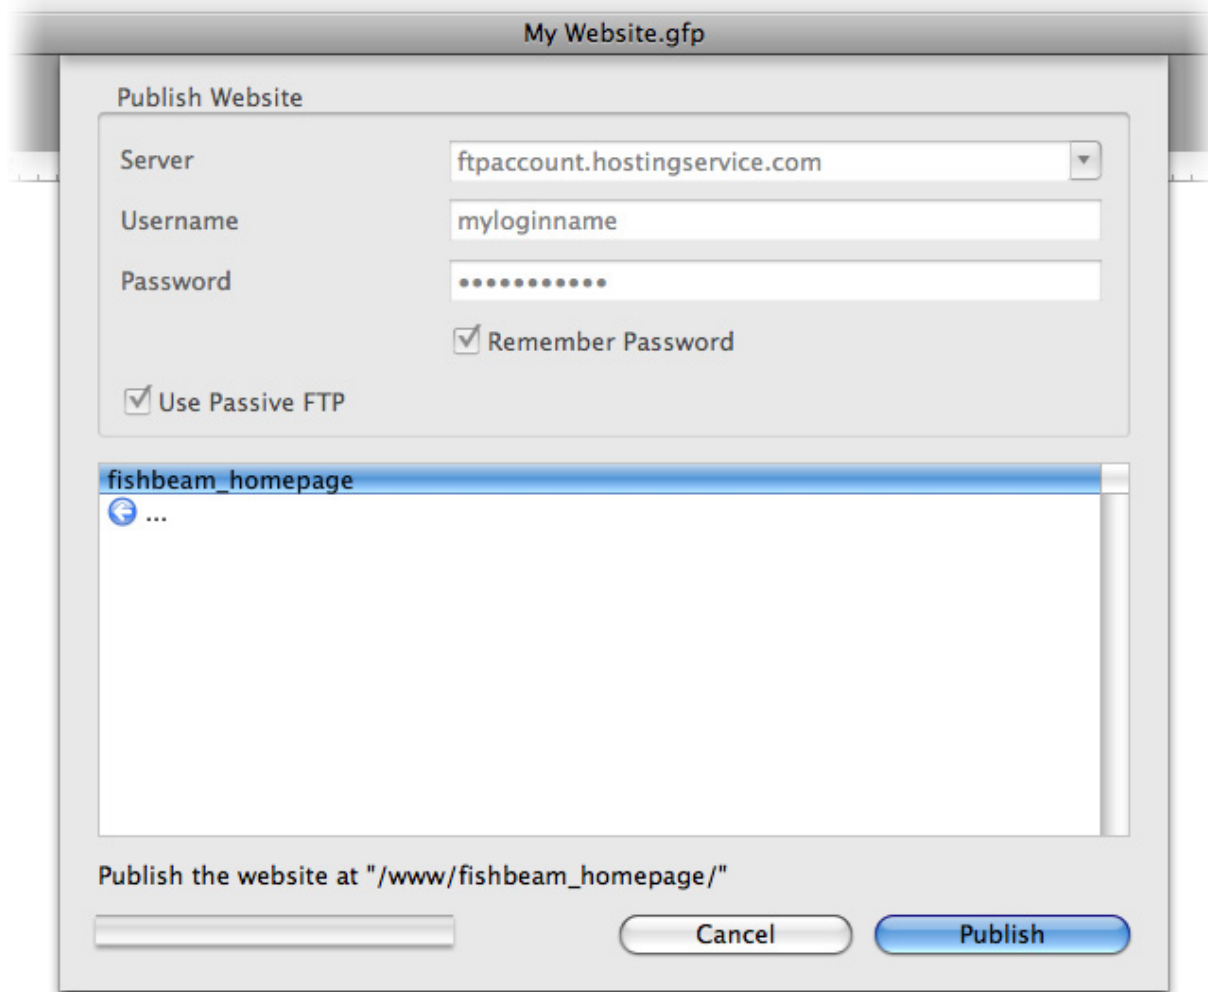 My Website.gfp
Publish Website
Server ftpaccount.hostingservice.com
Username myloginname
Password •••••••••••
Remember Password
Use Passive FTP
fishbeam_homepage
...
Publish the website at "/www/fishbeam_homepage/"
Cancel Publish